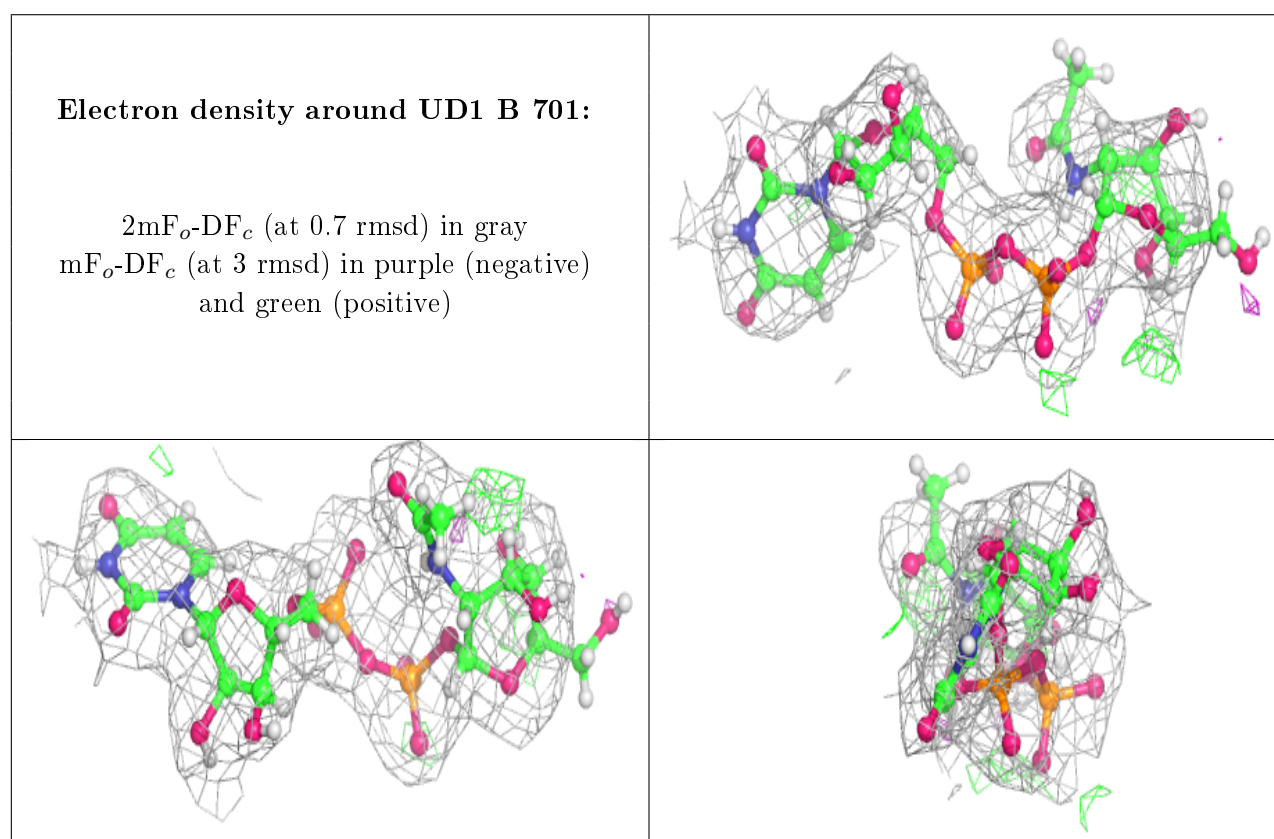 Electron density around UD1 B 701:
2mFo-DFc (at 0.7 rmsd) in gray
mFo-DFc (at 3 rmsd) in purple (negative)
and green (positive)